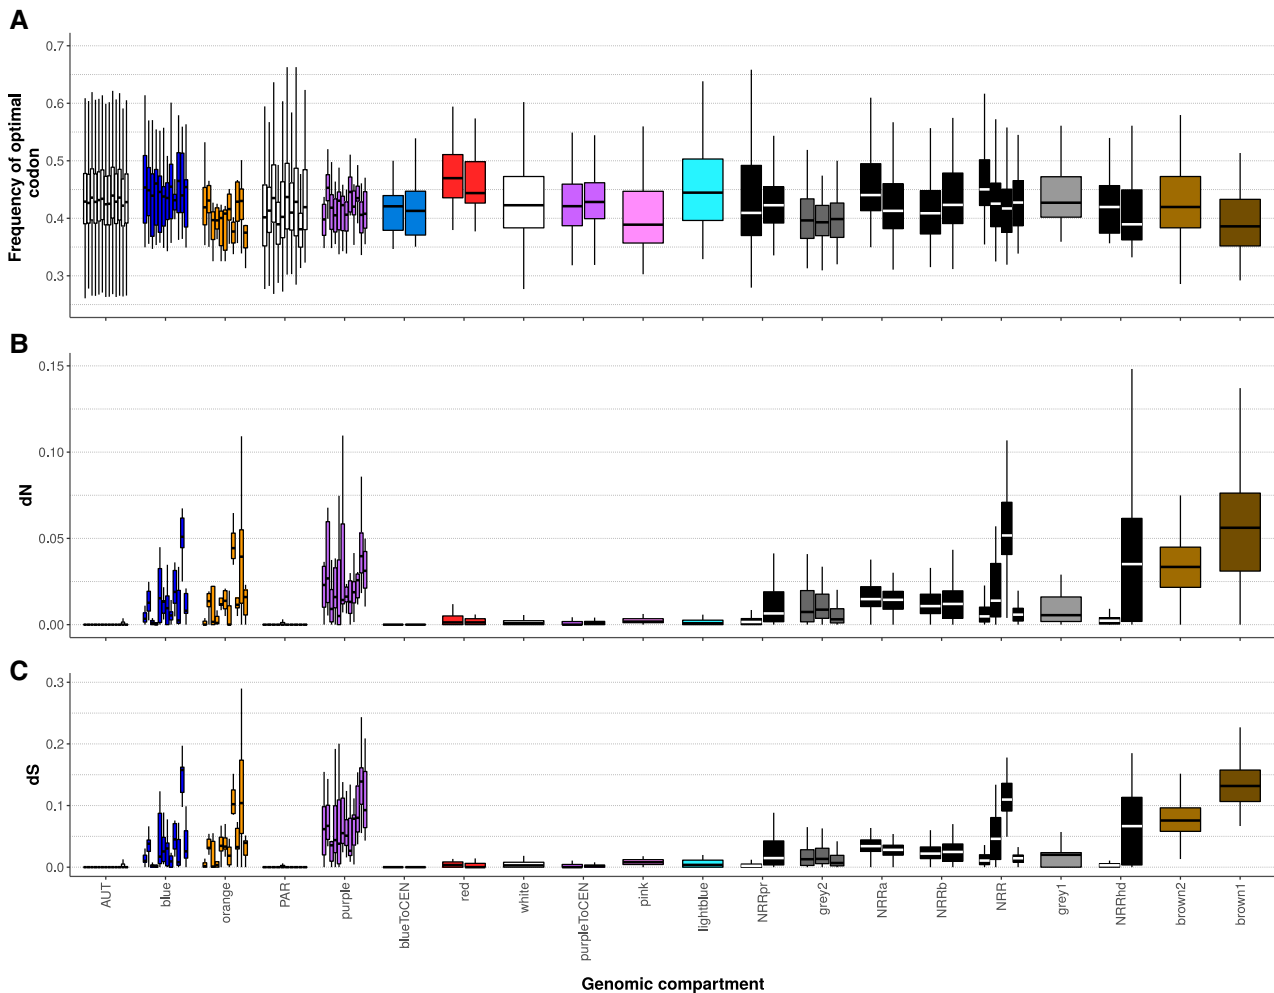 A
Frequency of optimal
codon
0.7
0.6
0.5
0.4
0.3
B
dN
0.15
0.10
0.05
0.00
C
dS
0.3
0.2
0.1
0.0
AUT
blue
orange
PAR
purple
blueToCEN
red
white
purpleToCEN
pink
lightblue
NRRpr
grey2
NRRa
NRRb
NRR
grey1
NRRhd
brown2
brown1
Genomic compartment